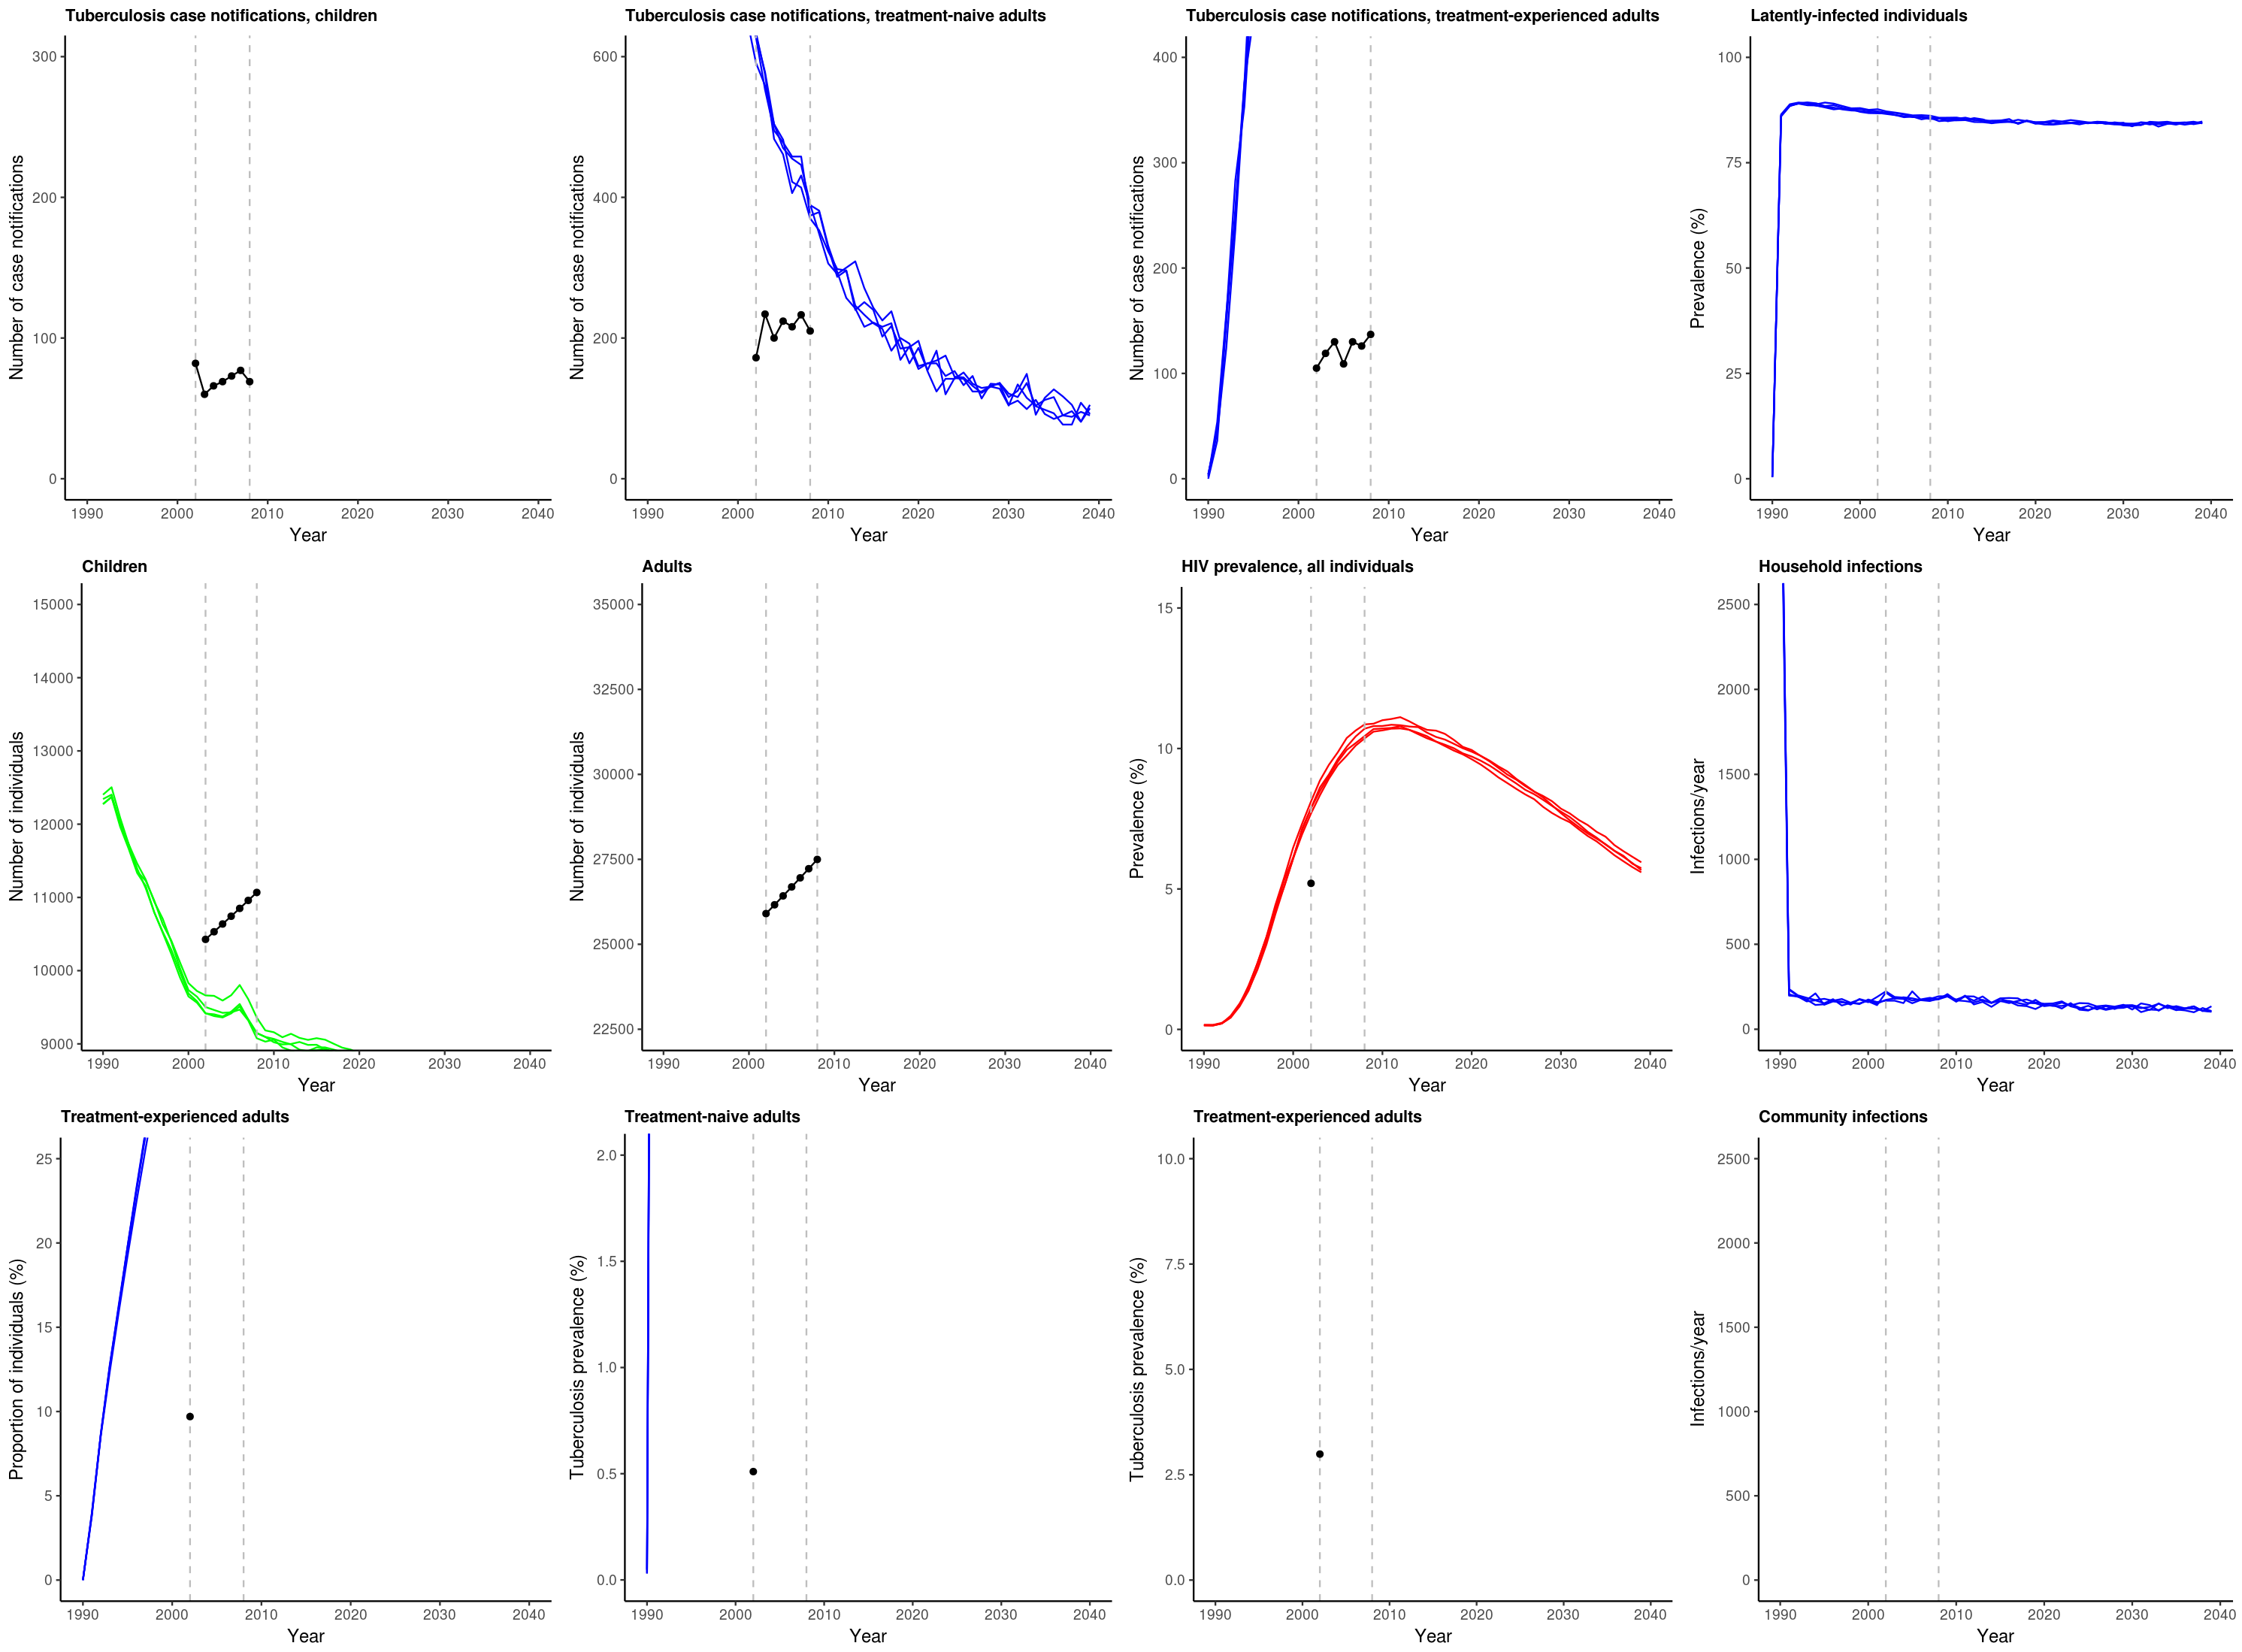 Tuberculosis case notifications, children
Number of case notifications
300
200
100
0
1990 2000 2010 2020 2030 2040
Year
Tuberculosis case notifications, treatment-naive adults
Number of case notifications
600
400
200
0
1990 2000 2010 2020 2030 2040
Year
Tuberculosis case notifications, treatment-experienced adults
Number of case notifications
400
300
200
100
0
1990 2000 2010 2020 2030 2040
Year
Latently-infected individuals
Prevalence (%)
100
75
50
25
0
1990 2000 2010 2020 2030 2040
Year
Children
Number of individuals
15000
14000
13000
12000
11000
10000
9000
1990 2000 2010 2020 2030 2040
Year
Adults
Number of individuals
35000
32500
30000
27500
25000
22500
1990 2000 2010 2020 2030 2040
Year
HIV prevalence, all individuals
Prevalence (%)
15
10
5
0
1990 2000 2010 2020 2030 2040
Year
Household infections
Infections/year
2500
2000
1500
1000
500
0
1990 2000 2010 2020 2030 2040
Year
Treatment-experienced adults
Proportion of individuals (%)
25
20
15
10
5
0
1990 2000 2010 2020 2030 2040
Year
Treatment-naive adults
Tuberculosis prevalence (%)
2.0
1.5
1.0
0.5
0.0
1990 2000 2010 2020 2030 2040
Year
Treatment-experienced adults
Tuberculosis prevalence (%)
10.0
7.5
5.0
2.5
0.0
1990 2000 2010 2020 2030 2040
Year
Community infections
Infections/year
2500
2000
1500
1000
500
0
1990 2000 2010 2020 2030 2040
Year